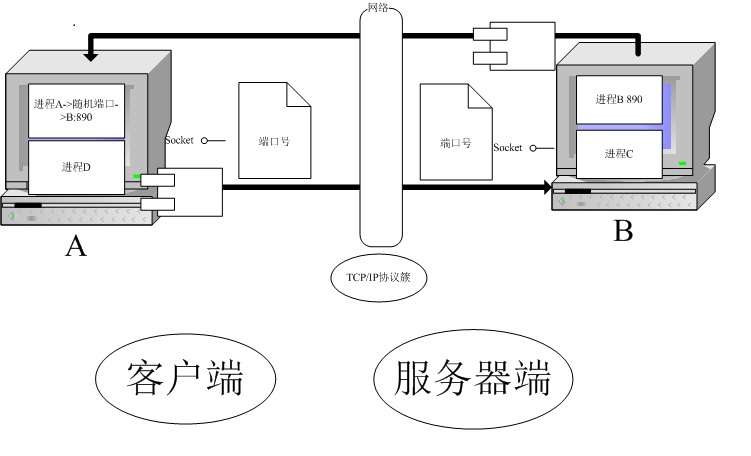 网络
进程A->随机端口-
>B:890
进程D
Socket
端口号
端口号
Socket
进程B 890
进程C
A
B
TCP/IP协议簇
客户端
服务器端